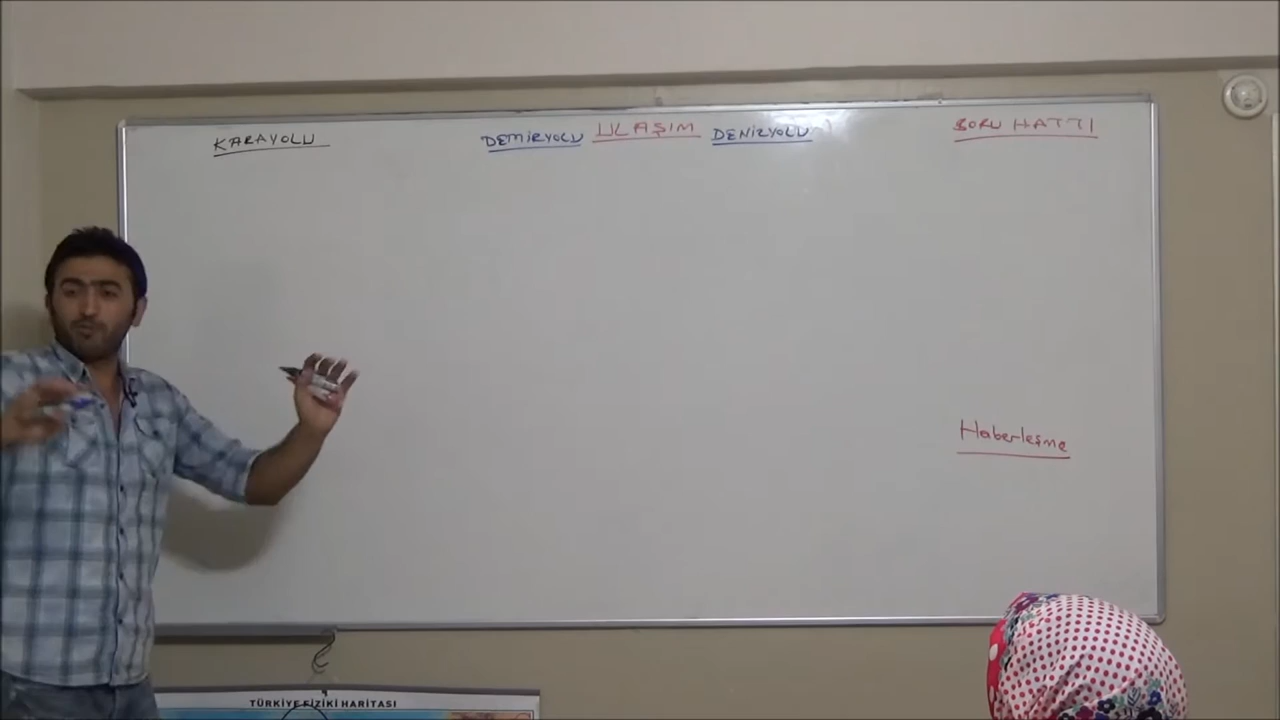 KARAYOLU
DEMİRYOLU
ULAŞIM
DENİZYOLU
BORU HATTI
Haberleşme
TÜRKİYE FİZİKİ HARİTASI